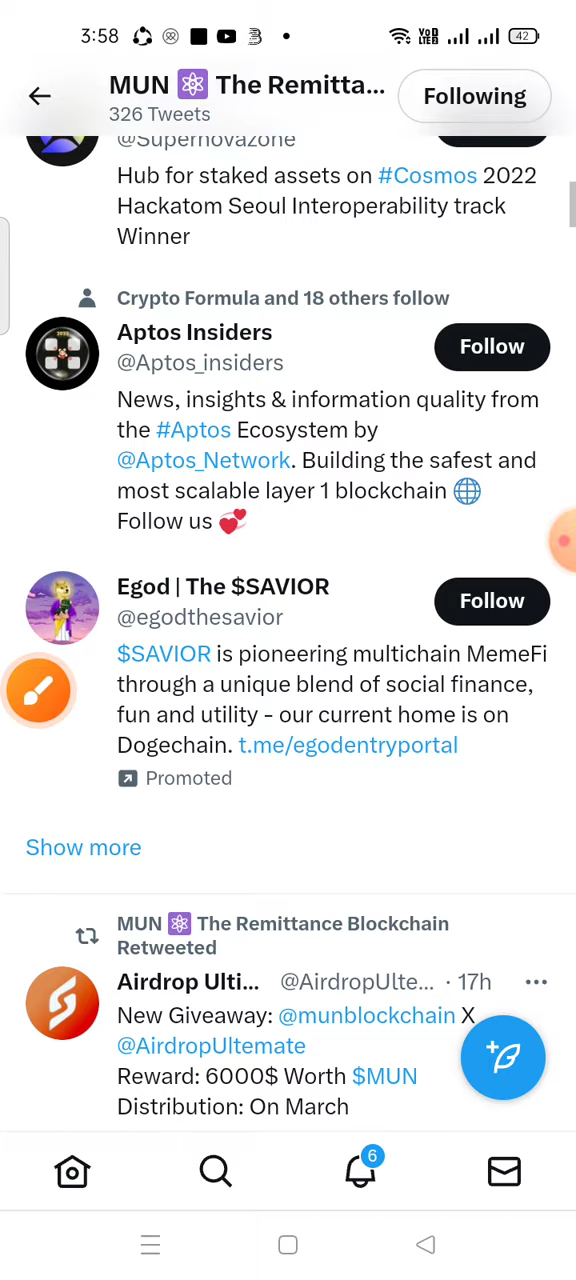 3:58
VoD LTED
42
MUN ⚛ The Remitta...
326 Tweets
Following
@Supernovazone
Hub for staked assets on #Cosmos 2022
Hackatom Seoul Interoperability track
Winner
Crypto Formula and 18 others follow
Aptos Insiders
@Aptos_insiders
Follow
News, insights & information quality from
the #Aptos Ecosystem by
@Aptos_Network. Building the safest and
most scalable layer 1 blockchain 🌐
Follow us 💞
Egod | The $SAVIOR
@egodthesavior
Follow
$SAVIOR is pioneering multichain MemeFi
through a unique blend of social finance,
fun and utility - our current home is on
Dogechain. t.me/egodentryportal
Promoted
Show more
MUN ⚛ The Remittance Blockchain
Retweeted
Airdrop Ulti... @AirdropUlte... · 17h
New Giveaway: @munblockchain X
@AirdropUltemate
Reward: 6000$ Worth $MUN
Distribution: On March
6